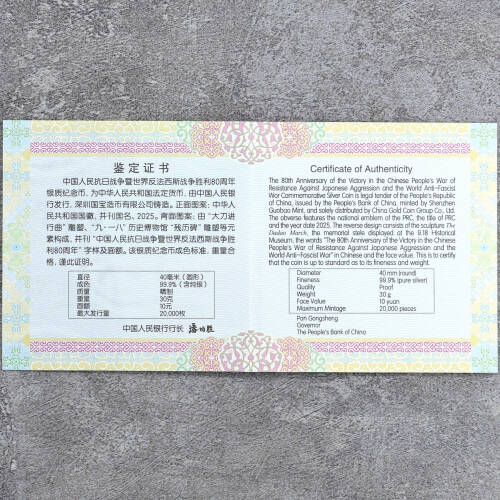 鉴定证书
中国人民抗日战争暨世界反法西斯战争胜利80周年
银质纪念币，为中华人民共和国法定货币，由中国人民银
行发行，深圳国宝造币有限公司铸造。正面图案：中华人
民共和国国徽，并刊国名、2025。背面图案：由“大刀进
行曲”雕塑、“九·一八”历史博物馆“残历碑”雕塑等元
素构成，并刊“中国人民抗日战争暨世界反法西斯战争胜
利80周年”字样及面额。该银质纪念币成色标准，重量合
格，谨此证明。
直径 40毫米（圆形）
成色 99.9%（含纯银）
质量 精制
重量 30克
面额 10元
最大发行量 20,000枚
中国人民银行行长 潘功胜
Certificate of Authenticity
The 80th Anniversary of the Victory in the Chinese People's War of
Resistance Against Japanese Aggression and the World Anti-Fascist
War Commemorative Silver Coin is legal tender of the People's Republic
of China, issued by the People's Bank of China, minted by Shenzhen
Guobao Mint, and solely distributed by China Gold Coin Group Co., Ltd.
The obverse features the national emblem of the PRC, the title of PRC
and the year date 2025. The reverse design consists of the sculpture The
Dadao March, the memorial stele displayed at the 9.18 Historical
Museum, the words "The 80th Anniversary of the Victory in the Chinese
People's War of Resistance Against Japanese Aggression and the World
Anti-Fascist War" in Chinese and the face value. This is to certify
that the coin is up to standard as to its fineness and weight.
Diameter 40 mm (round)
Fineness 99.9% (pure silver)
Quality Proof
Weight 30 g
Face Value 10 yuan
Maximum Mintage 20,000 pieces
Pan Gongsheng
Governor
The People's Bank of China